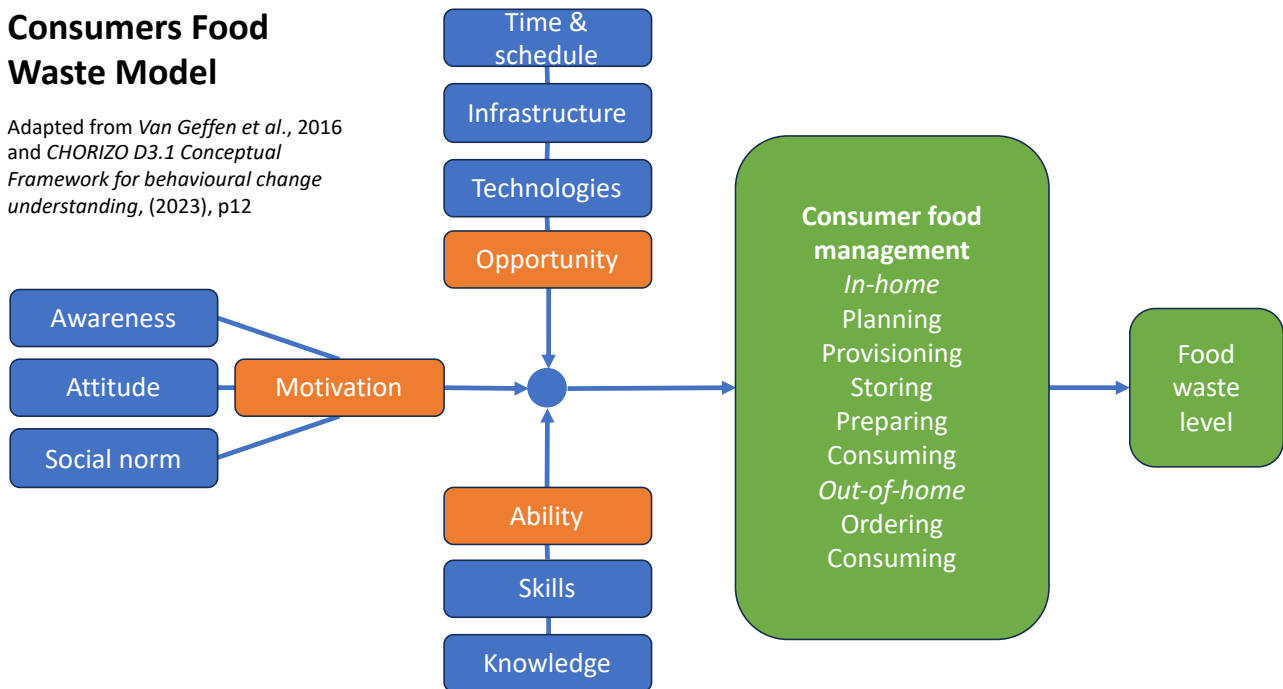 Consumers Food
Waste Model
Adapted from Van Geffen et al., 2016
and CHORIZO D3.1 Conceptual
Framework for behavioural change
understanding, (2023), p12
Time &
schedule
Infrastructure
Technologies
Opportunity
Awareness
Attitude
Social norm
Motivation
Ability
Skills
Knowledge
Consumer food
management
In-home
Planning
Provisioning
Storing
Preparing
Consuming
Out-of-home
Ordering
Consuming
Food
waste
level